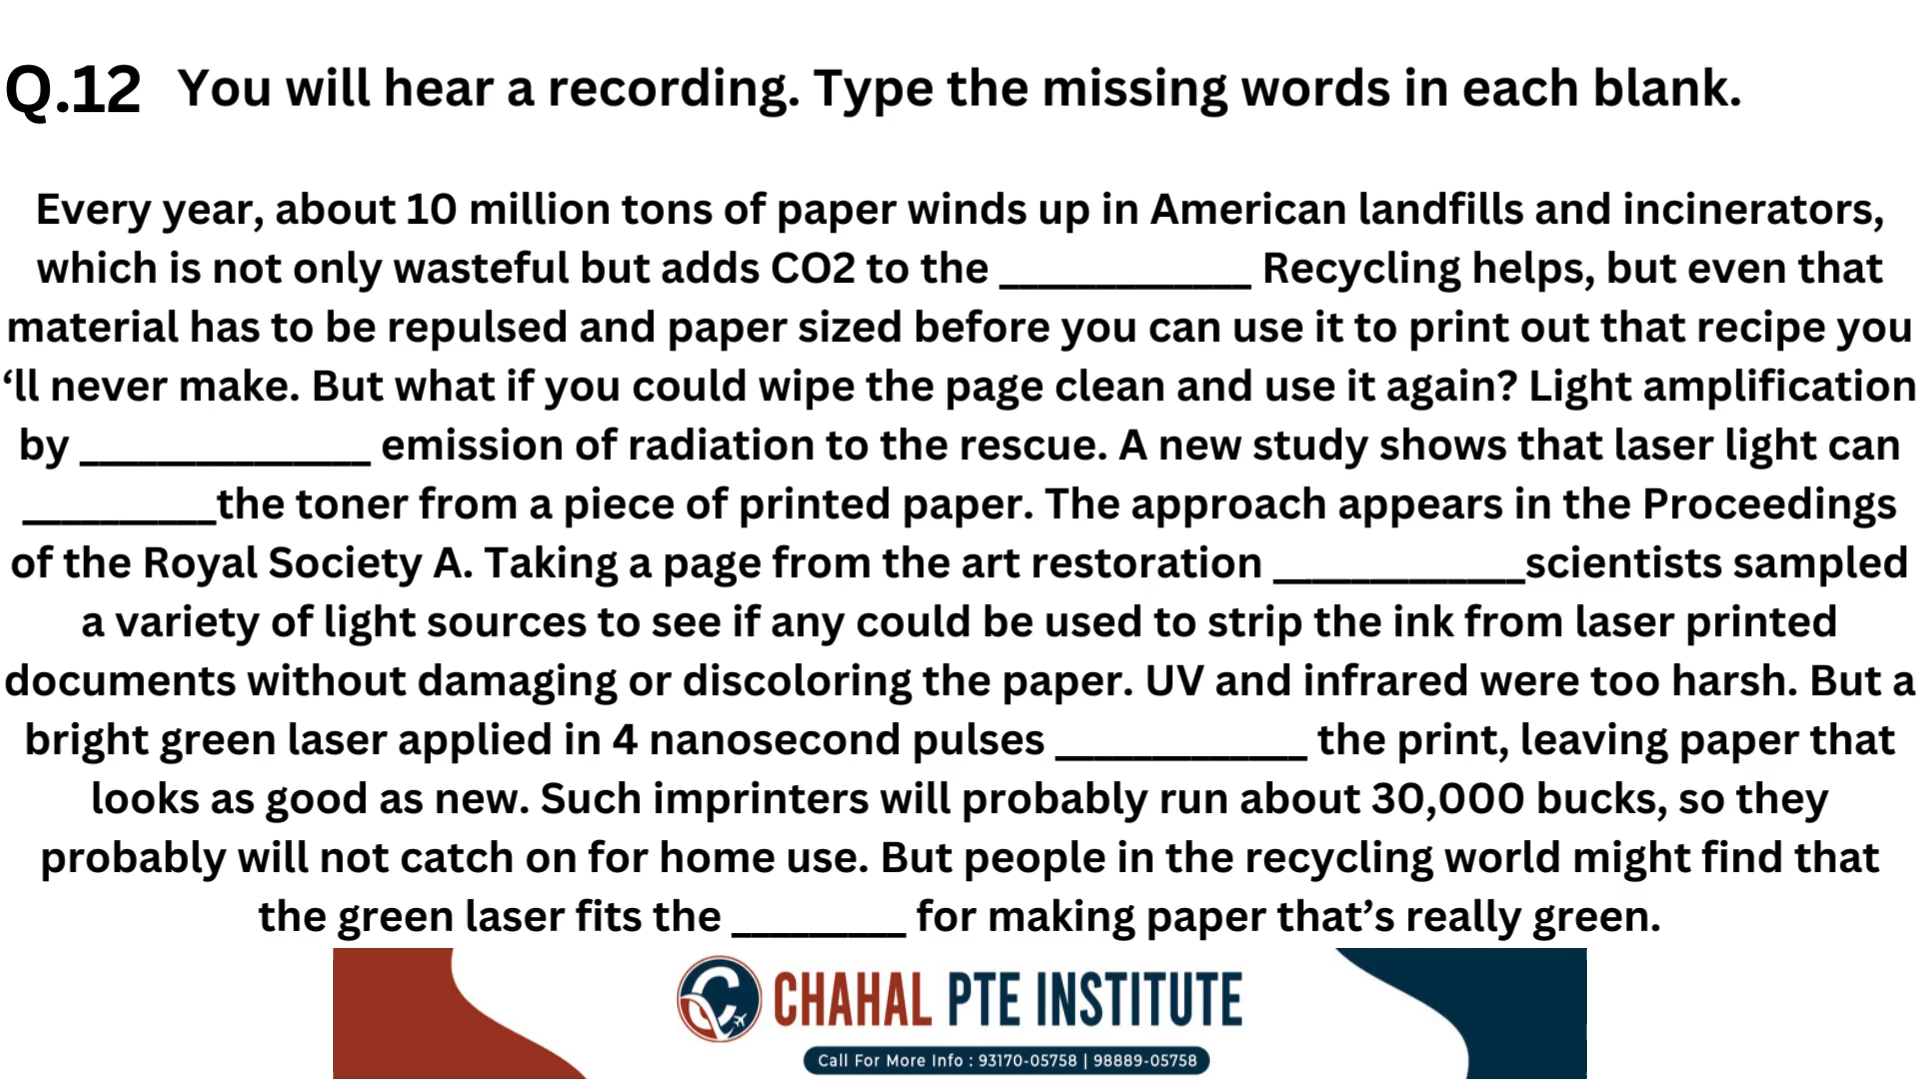 Q.12 You will hear a recording. Type the missing words in each blank.
Every year, about 10 million tons of paper winds up in American landfills and incinerators,
which is not only wasteful but adds CO2 to the _____________ Recycling helps, but even that
material has to be repulsed and paper sized before you can use it to print out that recipe you
‘ll never make. But what if you could wipe the page clean and use it again? Light amplification
by _______________ emission of radiation to the rescue. A new study shows that laser light can
__________the toner from a piece of printed paper. The approach appears in the Proceedings
of the Royal Society A. Taking a page from the art restoration _____________scientists sampled
a variety of light sources to see if any could be used to strip the ink from laser printed
documents without damaging or discoloring the paper. UV and infrared were too harsh. But a
bright green laser applied in 4 nanosecond pulses _____________ the print, leaving paper that
looks as good as new. Such imprinters will probably run about 30,000 bucks, so they
probably will not catch on for home use. But people in the recycling world might find that
the green laser fits the _________ for making paper that’s really green.
CHAHAL PTE INSTITUTE
Call For More Info : 93170-05758 | 98889-05758